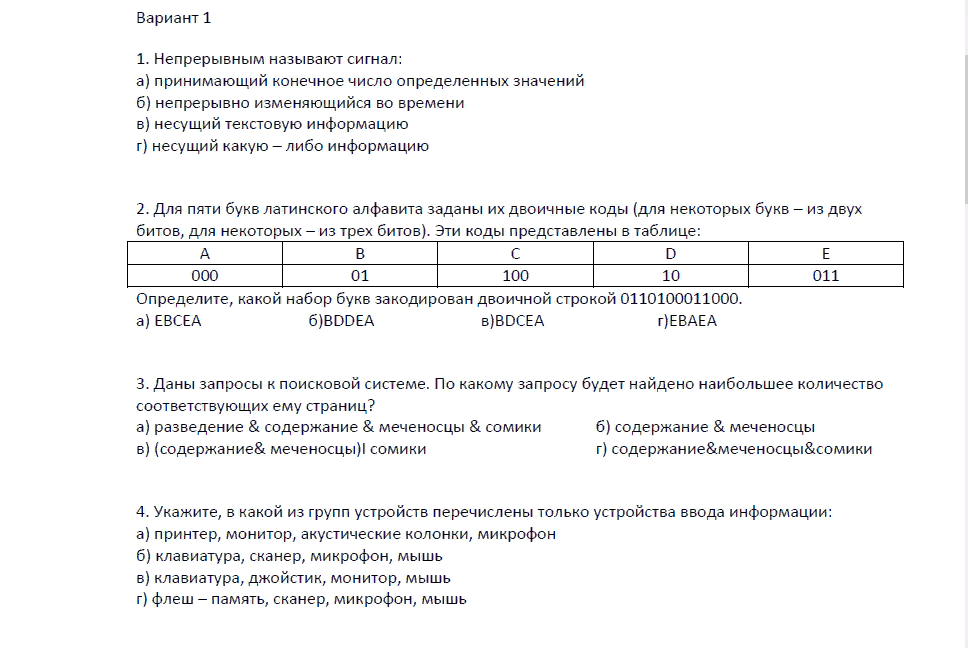 Вариант 1
1. Непрерывным называют сигнал:
а) принимающий конечное число определенных значений
б) непрерывно изменяющийся во времени
в) несущий текстовую информацию
г) несущий какую – либо информацию
2. Для пяти букв латинского алфавита заданы их двоичные коды (для некоторых букв – из двух
битов, для некоторых – из трех битов). Эти коды представлены в таблице:
A B C D E
000 01 100 10 011
Определите, какой набор букв закодирован двоичной строкой 0110100011000.
а) EBCEA б)BDDEA в)BDCEA г)EBAEA
3. Даны запросы к поисковой системе. По какому запросу будет найдено наибольшее количество
соответствующих ему страниц?
а) разведение & содержание & меченосцы & сомики б) содержание & меченосцы
в) (содержание& меченосцы)I сомики г) содержание&меченосцы&сомики
4. Укажите, в какой из групп устройств перечислены только устройства ввода информации:
а) принтер, монитор, акустические колонки, микрофон
б) клавиатура, сканер, микрофон, мышь
в) клавиатура, джойстик, монитор, мышь
г) флеш – память, сканер, микрофон, мышь